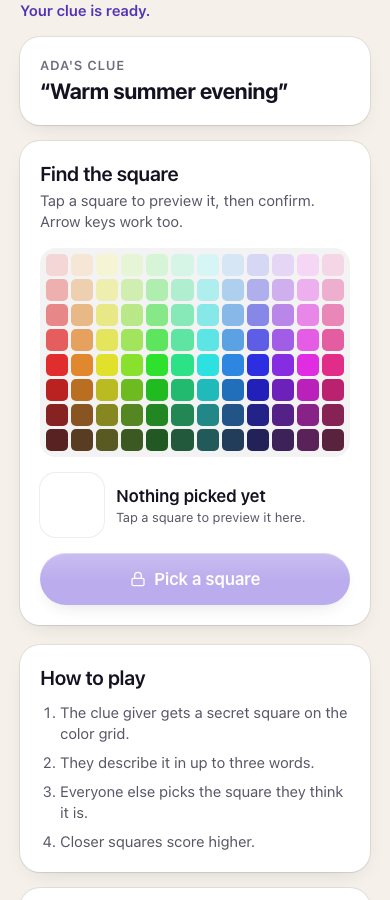 Your clue is ready.
ADA'S CLUE
“Warm summer evening”
Find the square
Tap a square to preview it, then confirm.
Arrow keys work too.
Nothing picked yet
Tap a square to preview it here.
Pick a square
How to play
1. The clue giver gets a secret square on the
color grid.
2. They describe it in up to three words.
3. Everyone else picks the square they think
it is.
4. Closer squares score higher.